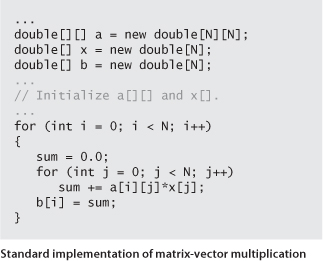 ...
double[][] a = new double[N][N];
double[] x = new double[N];
double[] b = new double[N];
...
// Initialize a[][] and x[].
...
for (int i = 0; i < N; i++)
{
   sum = 0.0;
   for (int j = 0; j < N; j++)
      sum += a[i][j]*x[j];
   b[i] = sum;
}
Standard implementation of matrix-vector multiplication